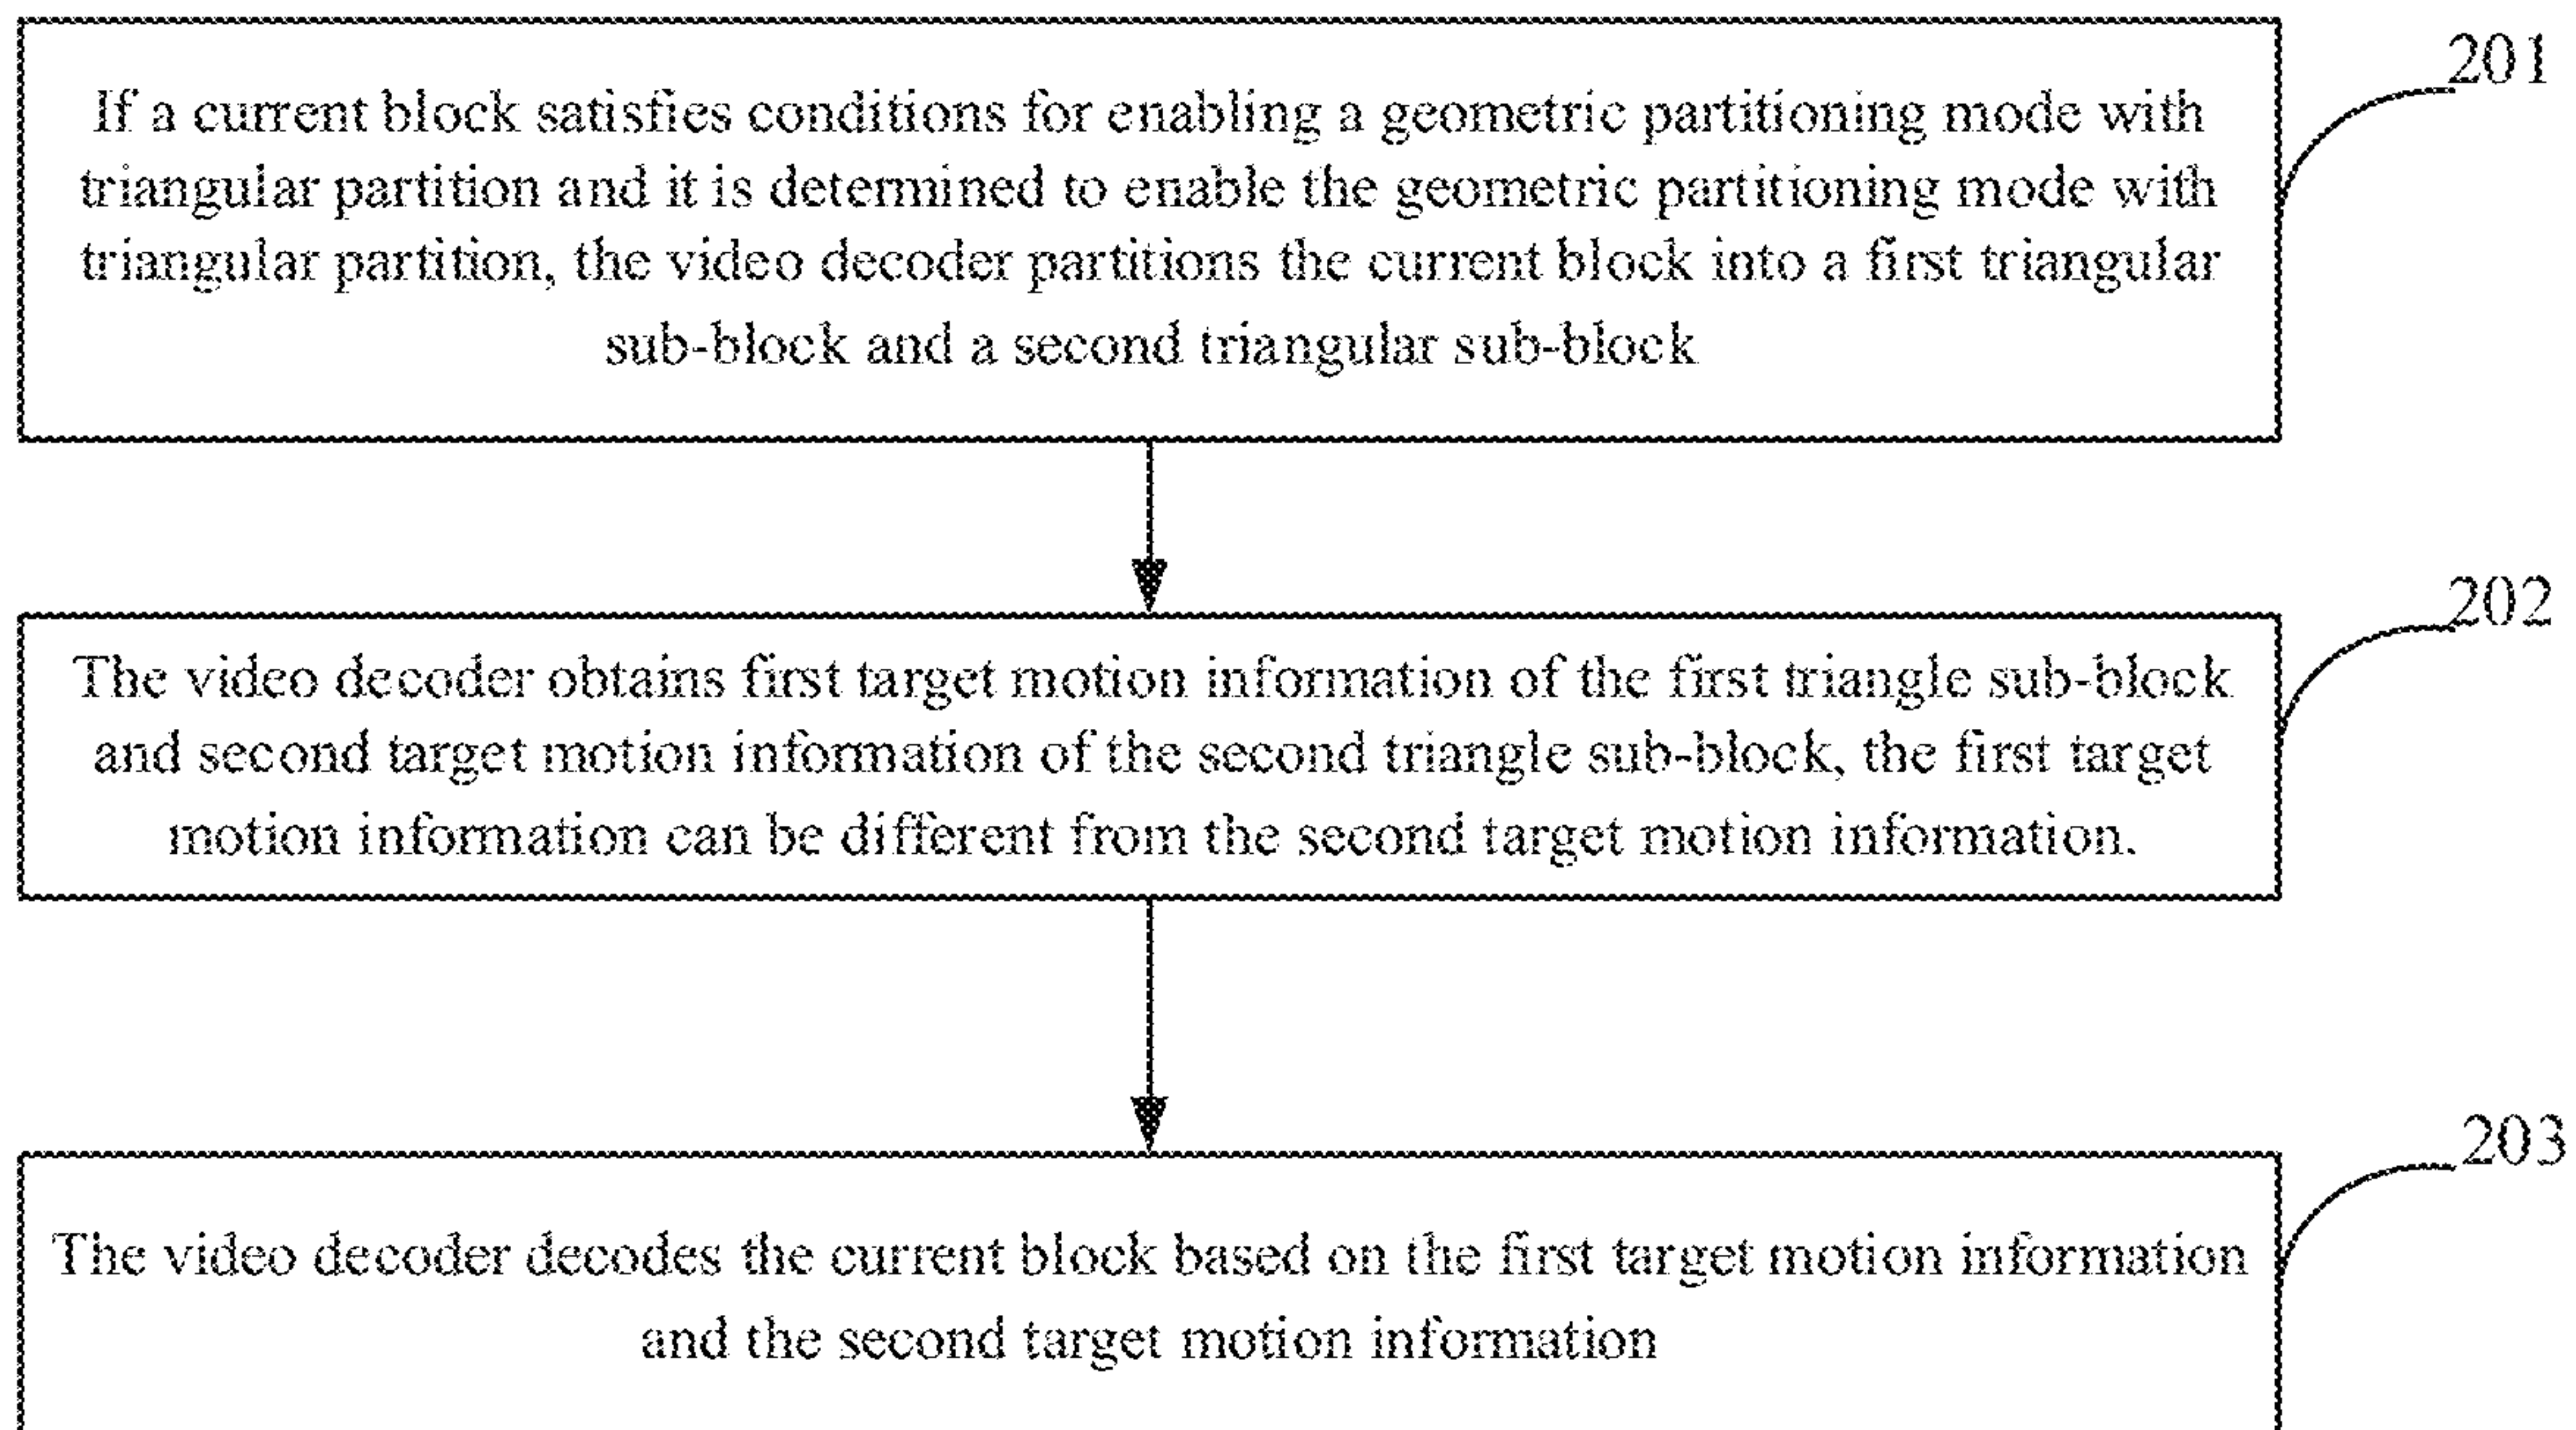 201
If a current block satisfies conditions for enabling a geometric partitioning mode with
triangular partition and it is determined to enable the geometric partitioning mode with
triangular partition, the video decoder partitions the current block into a first triangular
sub-block and a second triangular sub-block
202
The video decoder obtains first target motion information of the first triangle sub-block
and second target motion information of the second triangle sub-block, the first target
motion information can be different from the second target motion information.
203
The video decoder decodes the current block based on the first target motion information
and the second target motion information